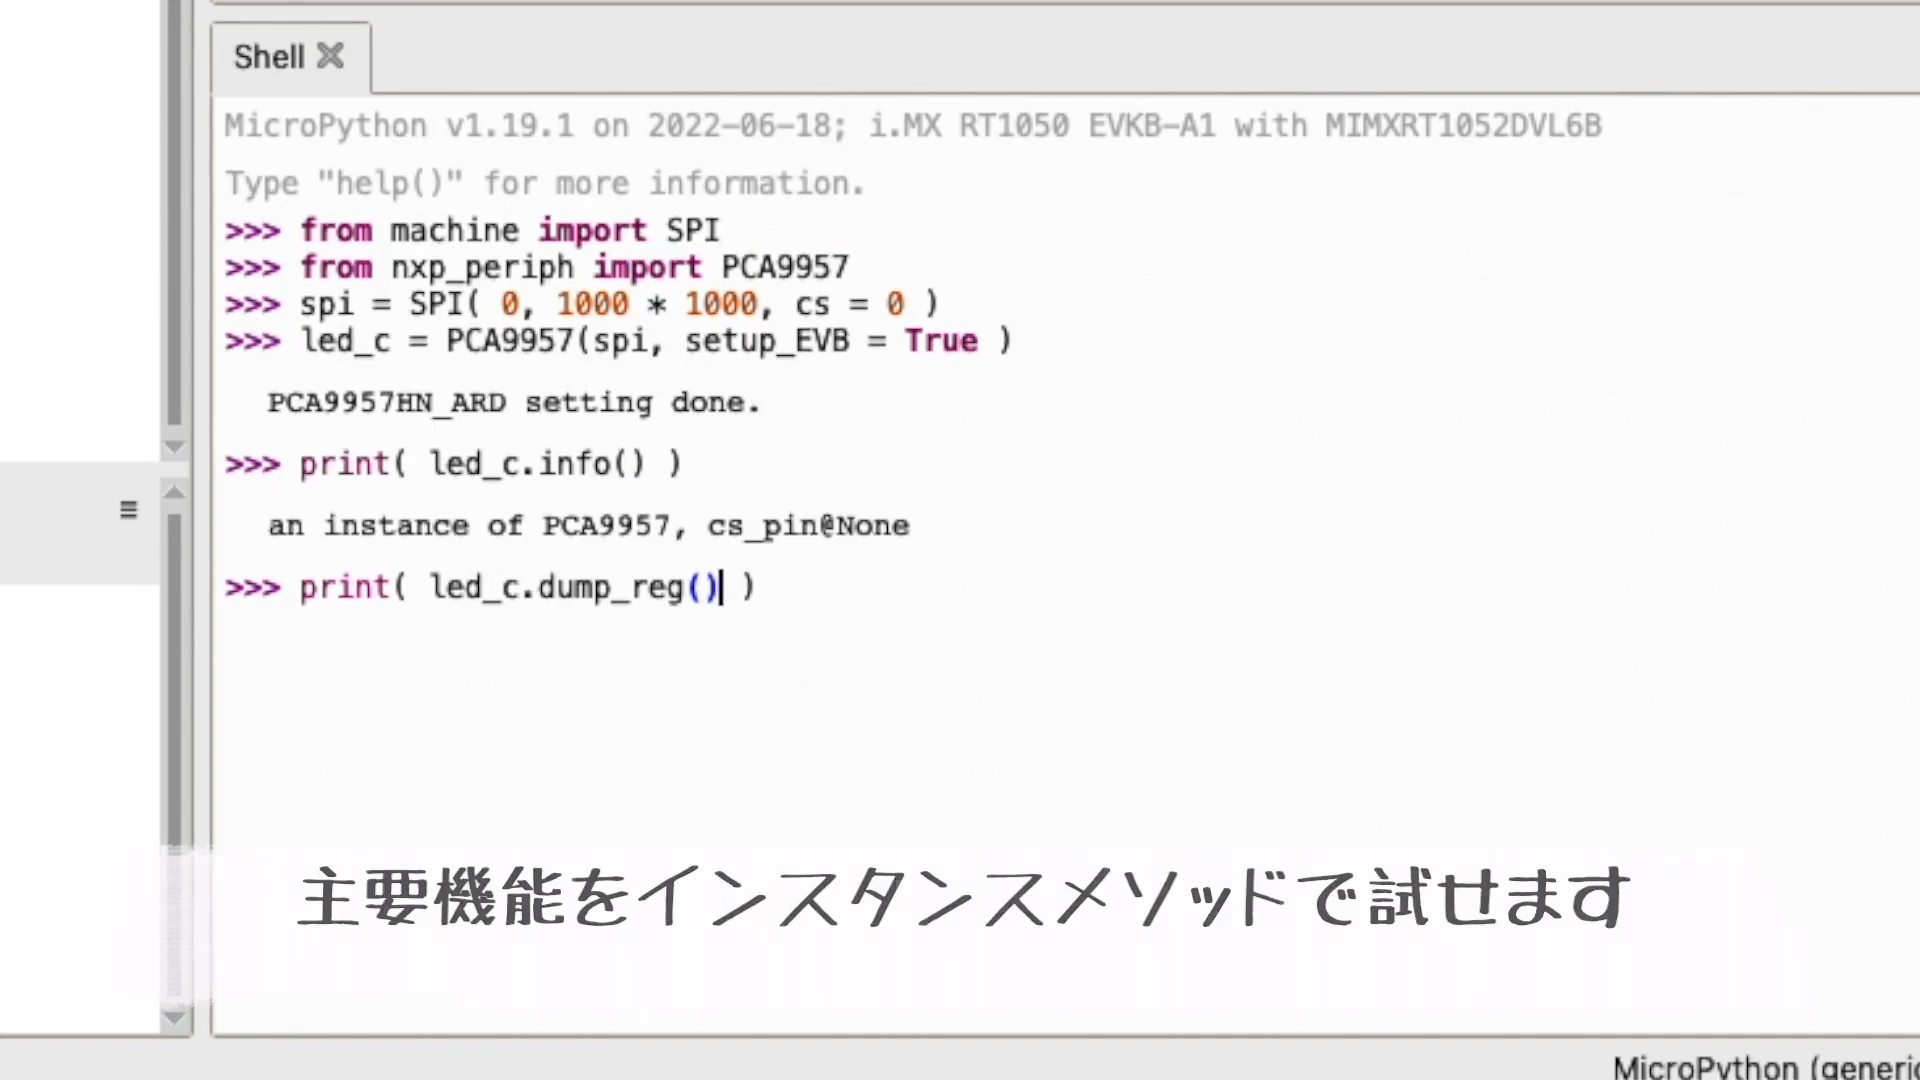 Shell
MicroPython v1.19.1 on 2022-06-18; i.MX RT1050 EVKB-A1 with MIMXRT1052DVL6B
Type "help()" for more information.
>>> from machine import SPI
>>> from nxp_periph import PCA9957
>>> spi = SPI( 0, 1000 * 1000, cs = 0 )
>>> led_c = PCA9957(spi, setup_EVB = True )
PCA9957HN_ARD setting done.
>>> print( led_c.info() )
an instance of PCA9957, cs_pin@None
>>> print( led_c.dump_reg() )
主要機能をインスタンスメソッドで試せます
MicroPython (generic